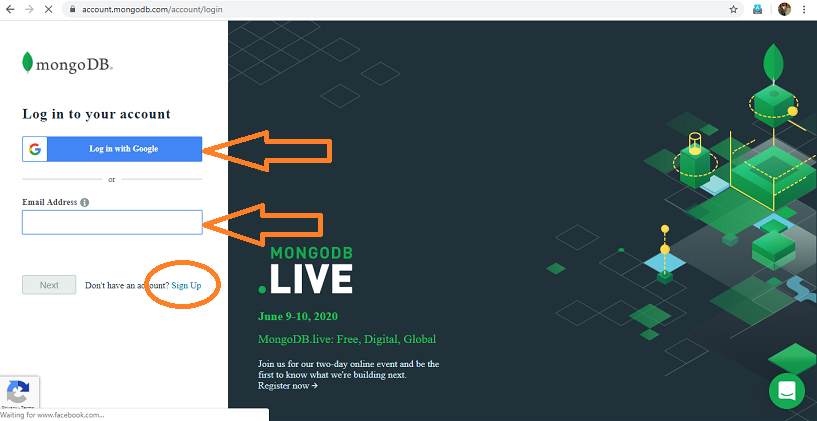 account.mongodb.com/account/login
mongoDB.
Log in to your account
Log in with Google
or
Email Address
Next
Don't have an account? Sign Up
MONGODB
.LIVE
June 9-10, 2020
MongoDB.live: Free, Digital, Global
Join us for our two-day online event and be the
first to know what we're building next.
Register now →
Privacy - Terms
Waiting for www.facebook.com...